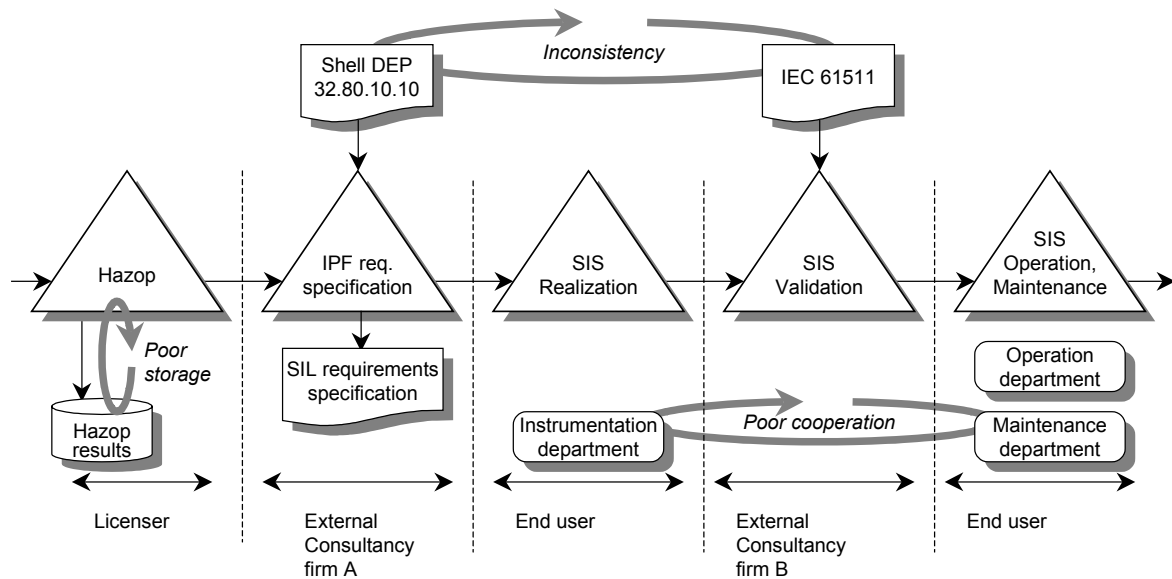 Inconsistency
Shell DEP
32.80.10.10
IEC 61511
Hazop
IPF req.
specification
SIS
Realization
SIS
Validation
SIS
Operation,
Maintenance
Poor
storage
Hazop
results
SIL requirements
specification
Operation
department
Instrumentation
department
Poor cooperation
Maintenance
department
Licenser
External
Consultancy
firm A
End user
External
Consultancy
firm B
End user